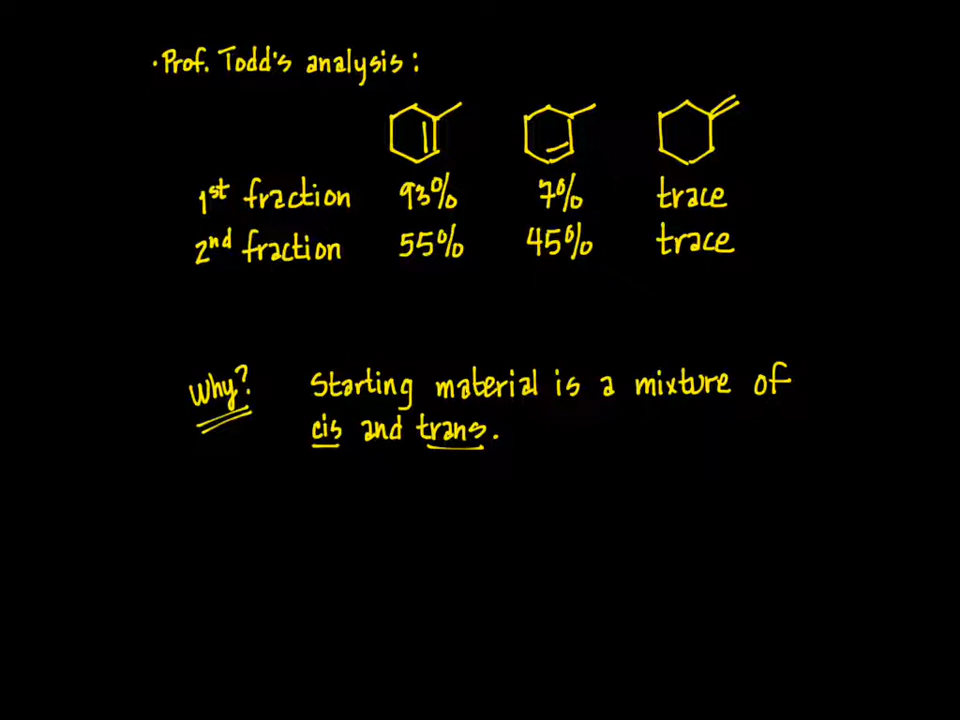 · Prof. Todd's analysis :
1st fraction 93% 7% trace
2nd fraction 55% 45% trace
Why? Starting material is a mixture of
cis and trans.